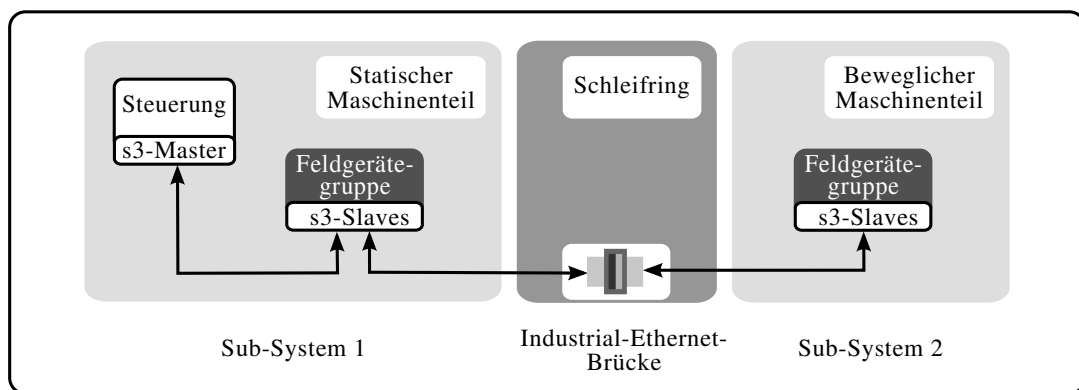 Steuerung
s3-Master
Statischer
Maschinenteil
Feldgeräte-
gruppe
s3-Slaves
Schleifring
Beweglicher
Maschinenteil
Feldgeräte-
gruppe
s3-Slaves
Sub-System 1
Industrial-Ethernet-
Brücke
Sub-System 2